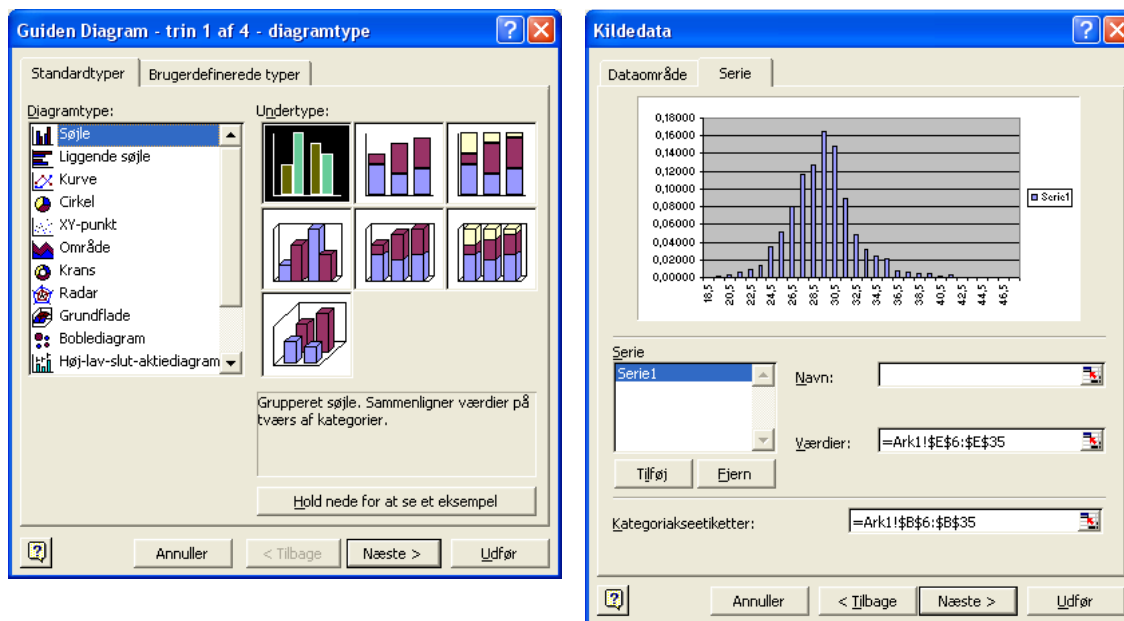 Guiden Diagram - trin 1 af 4 - diagramtype
Standardtyper
Brugerdefinerede typer
Diagramtype:
Søjle
Liggende søjle
Kurve
Cirkel
XY-punkt
Område
Krans
Radar
Grundflade
Boblediagram
Høj-lav-slut-aktiediagram
Undertype:
Grupperet søjle. Sammenligner værdier på
tværs af kategorier.
Hold nede for at se et eksempel
Annuller
< Tilbage
Næste >
Udfør
Kildedata
Dataområde
Serie
0,18000
0,16000
0,14000
0,12000
0,10000
0,08000
0,06000
0,04000
0,02000
0,00000
18,5
20,5
22,5
24,5
26,5
28,5
30,5
32,5
34,5
36,5
38,5
40,5
42,5
44,5
46,5
Serie1
Serie
Serie1
Navn:
Værdier:
=Ark1!$E$6:$E$35
Tilføj
Fjern
Kategoriakseetiketter:
=Ark1!$B$6:$B$35
Annuller
< Tilbage
Næste >
Udfør